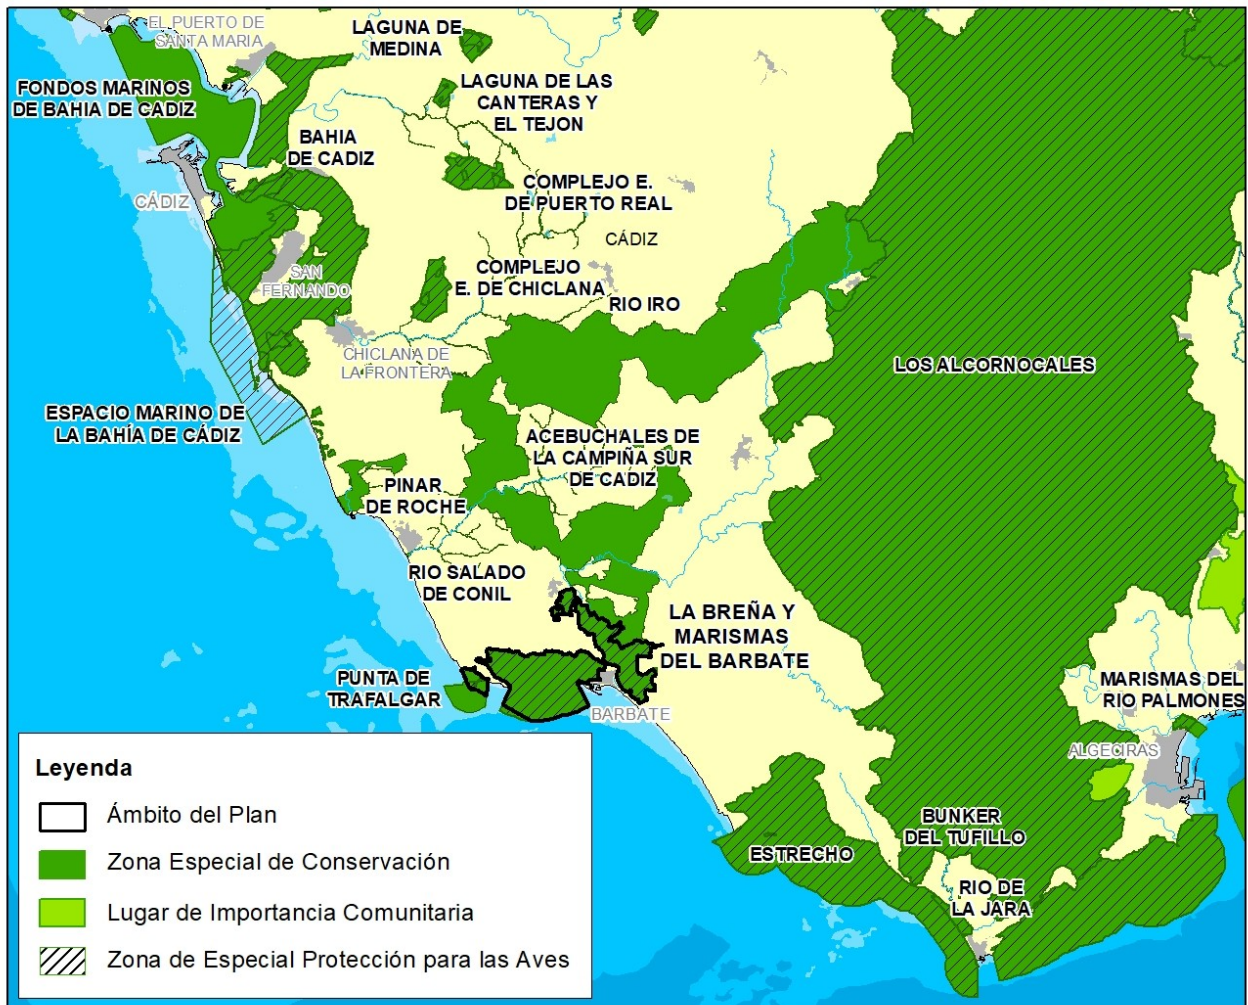 EL PUERTO DE
SANTA MARIA
LAGUNA DE
MEDINA
FONDOS MARINOS
DE BAHIA DE CADIZ
LAGUNA DE LAS
CANTERAS Y
EL TEJON
BAHIA
DE CADIZ
COMPLEJO E.
DE PUERTO REAL
CÁDIZ
CÁDIZ
SAN
FERNANDO
COMPLEJO
E. DE CHICLANA
RIO IRO
CHICLANA DE
LA FRONTERA
LOS ALCORNOCALES
ESPACIO MARINO DE
LA BAHÍA DE CÁDIZ
ACEBUCHALES DE
LA CAMPIÑA SUR
DE CADIZ
PINAR
DE ROCHE
RIO SALADO
DE CONIL
LA BREÑA Y
MARISMAS
DEL BARBATE
PUNTA DE
TRAFALGAR
BARBATE
MARISMAS DEL
RIO PALMONES
ALGECIRAS
BUNKER
DEL TUFILLO
ESTRECHO
RIO DE
LA JARA
Leyenda
Ámbito del Plan
Zona Especial de Conservación
Lugar de Importancia Comunitaria
Zona de Especial Protección para las Aves